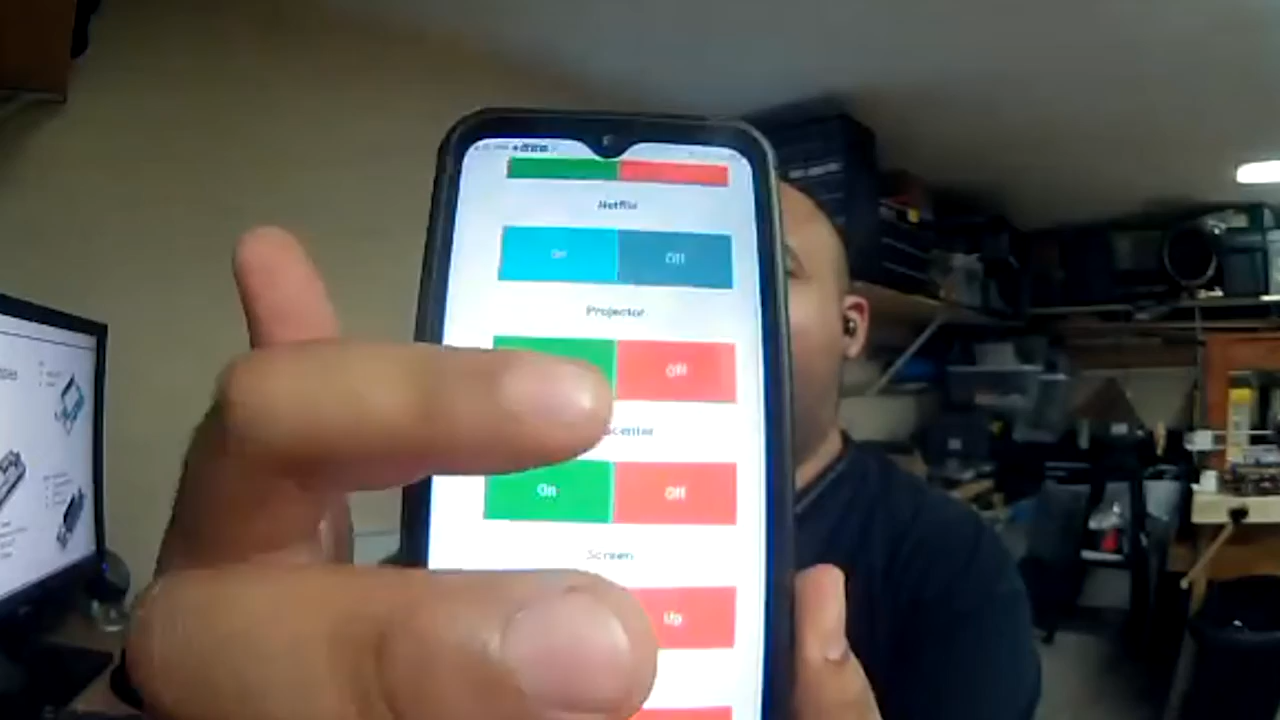 Netflix
On Off
Projector
Off
On Off
Screen
Up